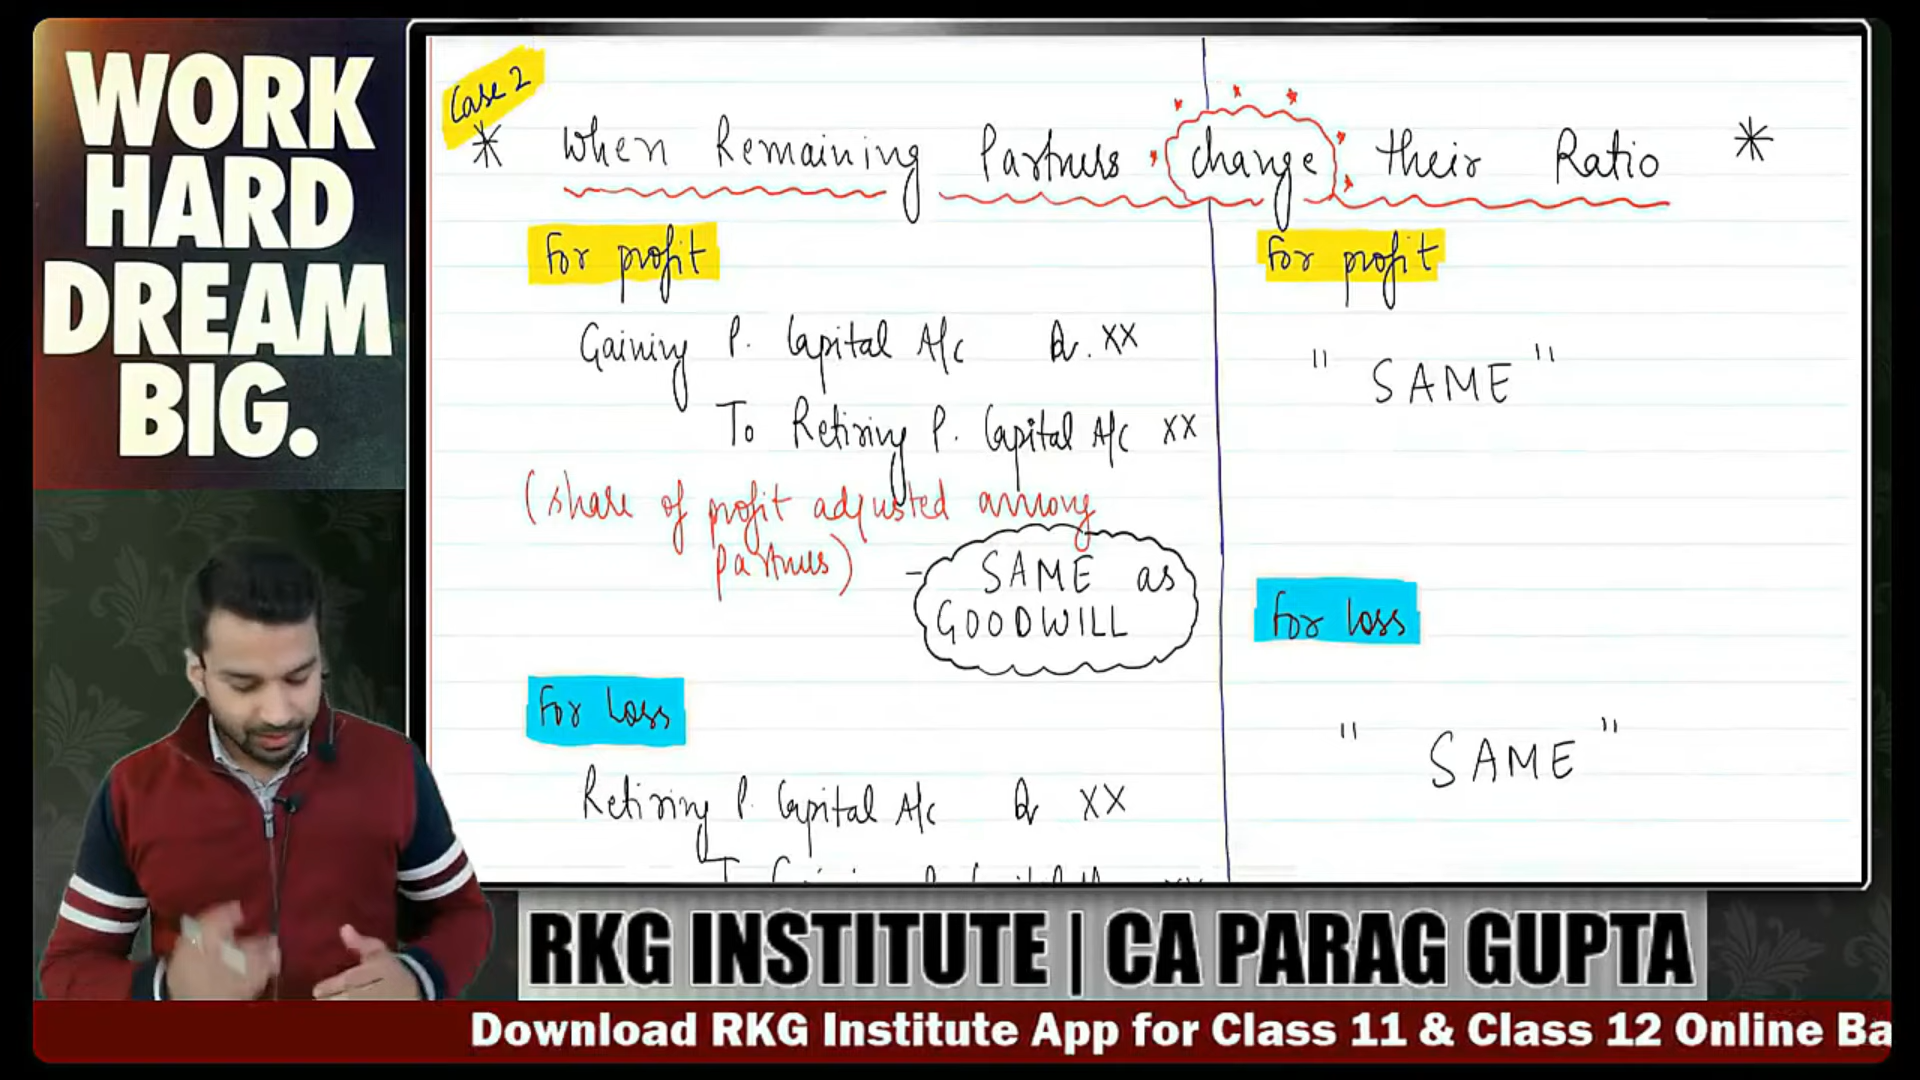 WORK
HARD
DREAM
BIG.
Case 2
* When Remaining Partners change their Ratio *
For profit
Gaining P. Capital A/c Dr. XX
To Retiring P. Capital A/c XX
(share of profit adjusted among
partners) - SAME as
GOODWILL
For loss
Retiring P. Capital A/c Dr XX
For profit
" SAME "
For loss
" SAME "
RKG INSTITUTE | CA PARAG GUPTA
Download RKG Institute App for Class 11 & Class 12 Online Ba